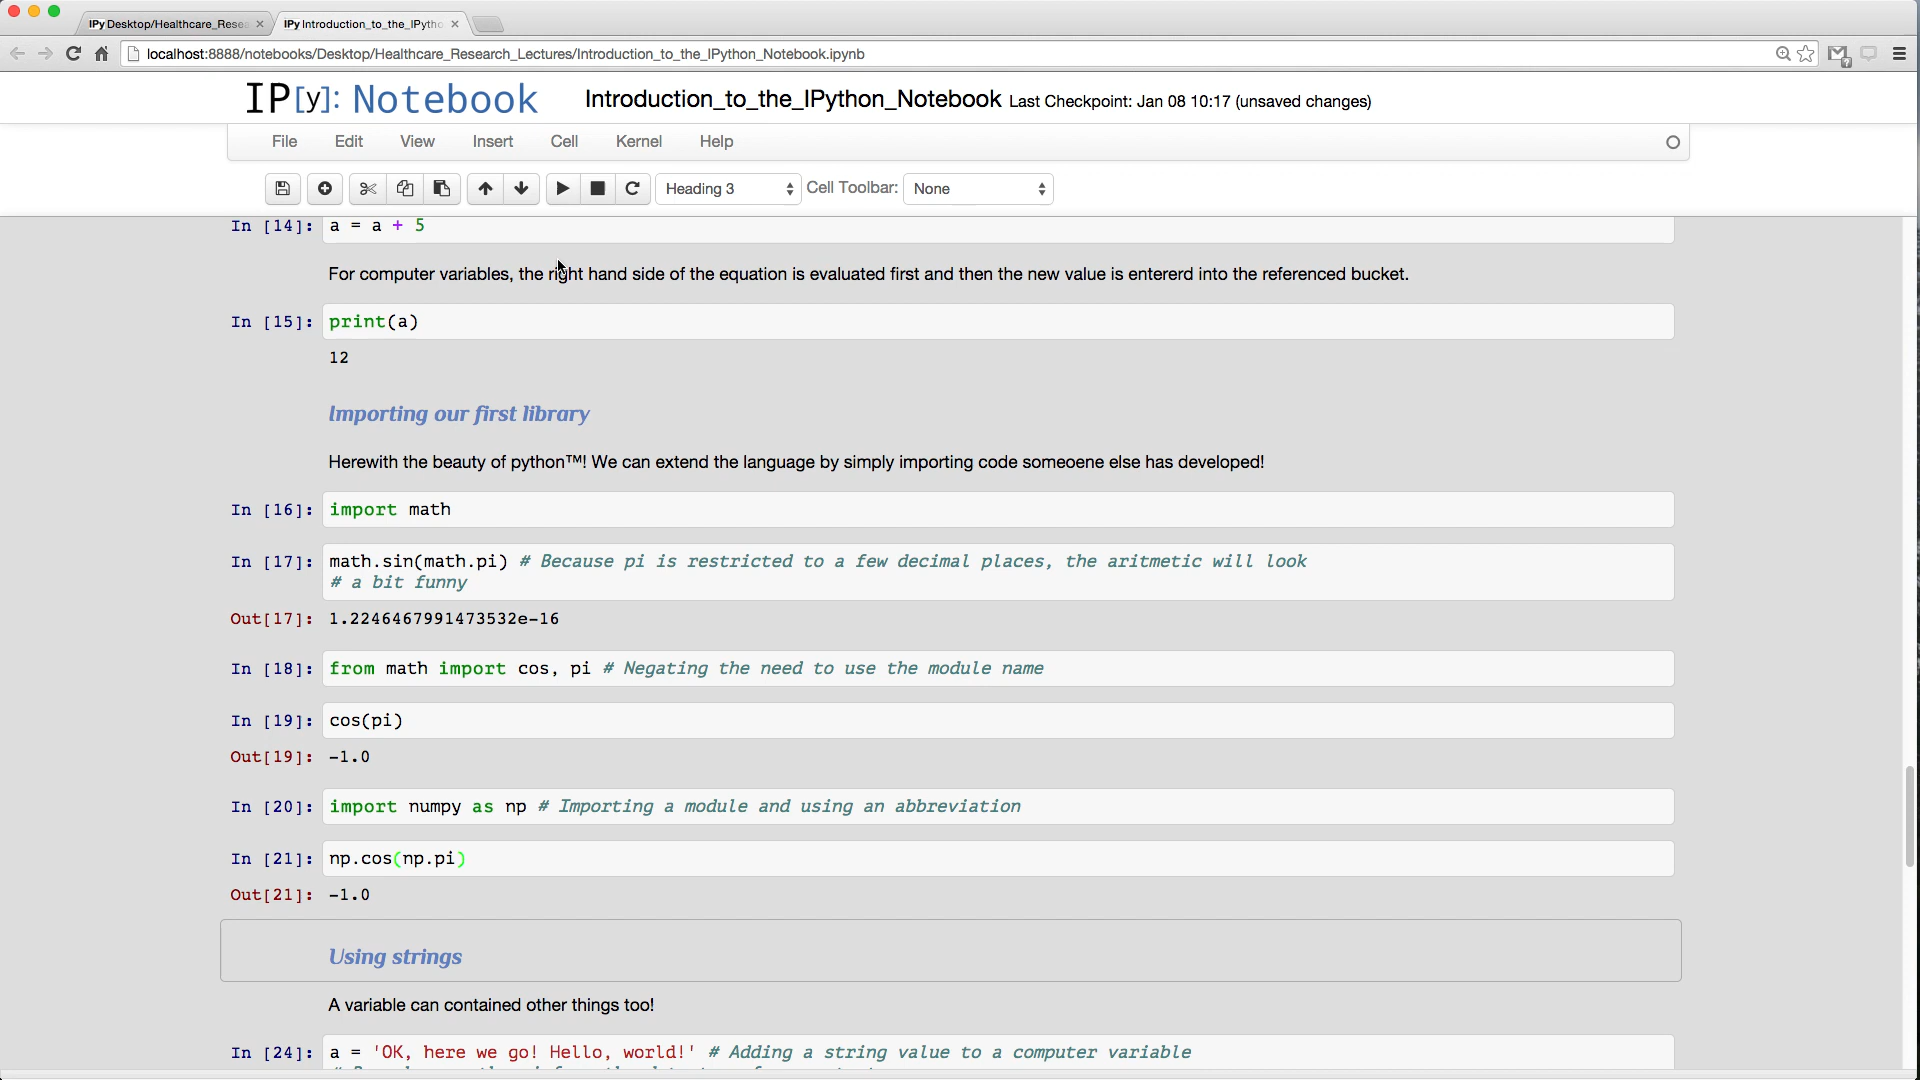 IPy Desktop/Healthcare_Rese
IPy Introduction_to_the_IPytho
localhost:8888/notebooks/Desktop/Healthcare_Research_Lectures/Introduction_to_the_IPython_Notebook.ipynb
IP[y]: Notebook Introduction_to_the_IPython_Notebook Last Checkpoint: Jan 08 10:17 (unsaved changes)
File Edit View Insert Cell Kernel Help
Heading 3 Cell Toolbar: None
In [14]: a = a + 5
For computer variables, the right hand side of the equation is evaluated first and then the new value is entererd into the referenced bucket.
In [15]: print(a)
12
Importing our first library
Herewith the beauty of python™! We can extend the language by simply importing code someoene else has developed!
In [16]: import math
In [17]: math.sin(math.pi) # Because pi is restricted to a few decimal places, the aritmetic will look
# a bit funny
Out[17]: 1.2246467991473532e-16
In [18]: from math import cos, pi # Negating the need to use the module name
In [19]: cos(pi)
Out[19]: -1.0
In [20]: import numpy as np # Importing a module and using an abbreviation
In [21]: np.cos(np.pi)
Out[21]: -1.0
Using strings
A variable can contained other things too!
In [24]: a = 'OK, here we go! Hello, world!' # Adding a string value to a computer variable